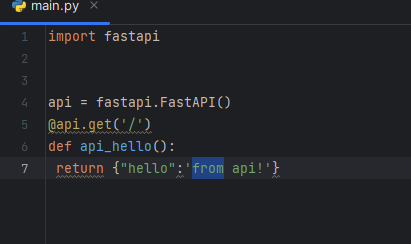 main.py ×
1 import fastapi
2
3
4 api = fastapi.FastAPI()
5 @api.get('/')
6 def api_hello():
7  return {"hello":'from api!'}